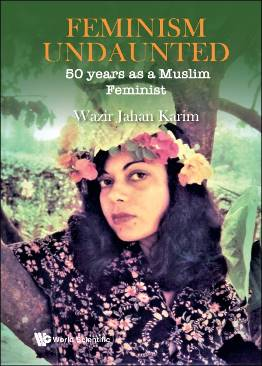 FEMINISM
UNDAUNTED
50 years as a Muslim
Feminist
Wazir Jahan Karim
World Scientific